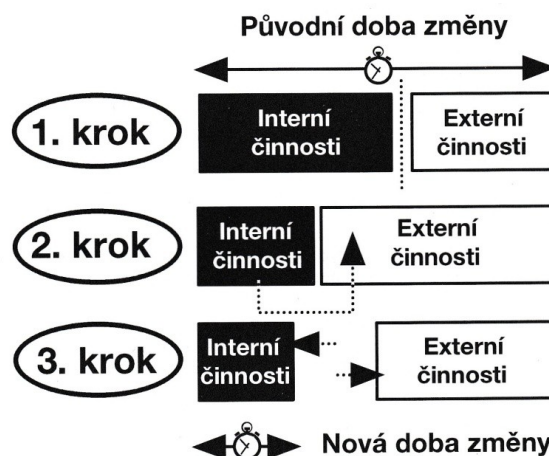 Původní doba změny
1. krok
Interní
činnosti
Externí
činnosti
2. krok
Interní
činnosti
Externí
činnosti
3. krok
Interní
činnosti
Externí
činnosti
Nová doba změny